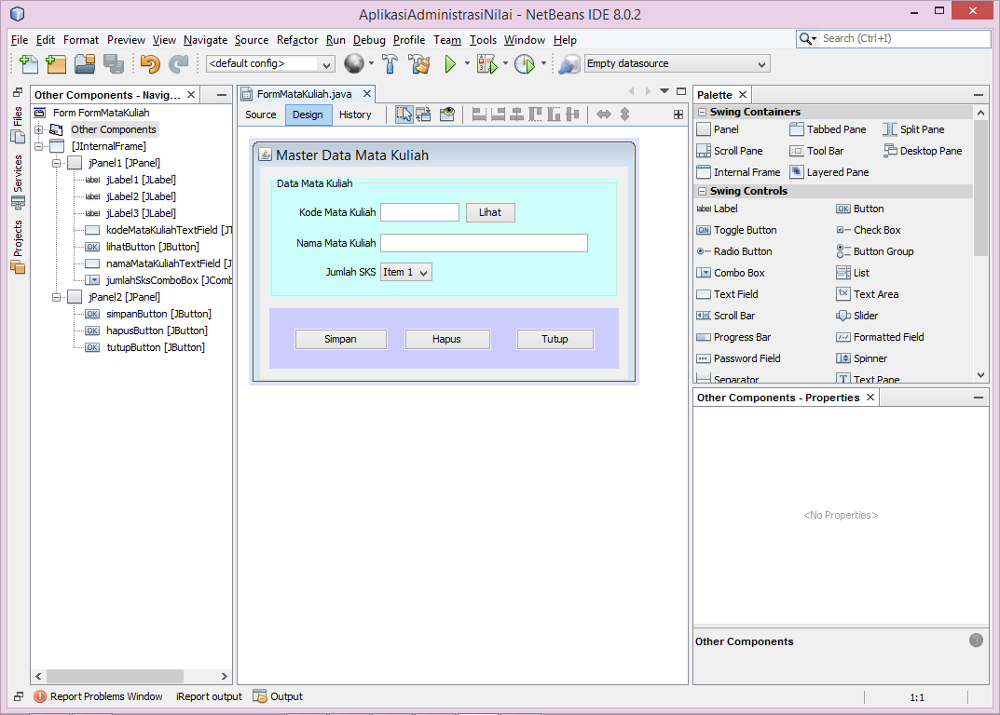 AplikasiAdministrasiNilai - NetBeans IDE 8.0.2
File Edit Format Preview View Navigate Source Refactor Run Debug Profile Team Tools Window Help
Search (Ctrl+I)
<default config>
Empty datasource
Files
Services
Projects
Other Components - Navig...
Form FormMataKuliah
Other Components
[JInternalFrame]
jPanel1 [JPanel]
label jLabel1 [JLabel]
label jLabel2 [JLabel]
label jLabel3 [JLabel]
kodeMataKuliahTextField [JT
OK lihatButton [JButton]
namaMataKuliahTextField [J
jumlahSksComboBox [JComb
jPanel2 [JPanel]
OK simpanButton [JButton]
OK hapusButton [JButton]
OK tutupButton [JButton]
FormMataKuliah.java
Source Design History
Master Data Mata Kuliah
Data Mata Kuliah
Kode Mata Kuliah Lihat
Nama Mata Kuliah
Jumlah SKS Item 1
Simpan Hapus Tutup
Palette
Swing Containers
Panel Tabbed Pane Split Pane
Scroll Pane Tool Bar Desktop Pane
Internal Frame Layered Pane
Swing Controls
label Label OK Button
ON Toggle Button Check Box
Radio Button Button Group
Combo Box List
Text Field Text Area
Scroll Bar Slider
Progress Bar Formatted Field
Password Field Spinner
Separator Text Pane
Other Components - Properties
<No Properties>
Other Components
Report Problems Window iReport output Output
1:1